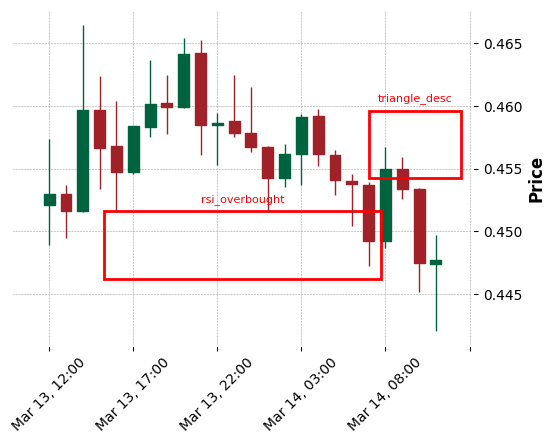 triangle_desc
rsi_overbought
0.465
0.460
0.455
0.450
0.445
Price
Mar 13, 12:00
Mar 13, 17:00
Mar 13, 22:00
Mar 14, 03:00
Mar 14, 08:00